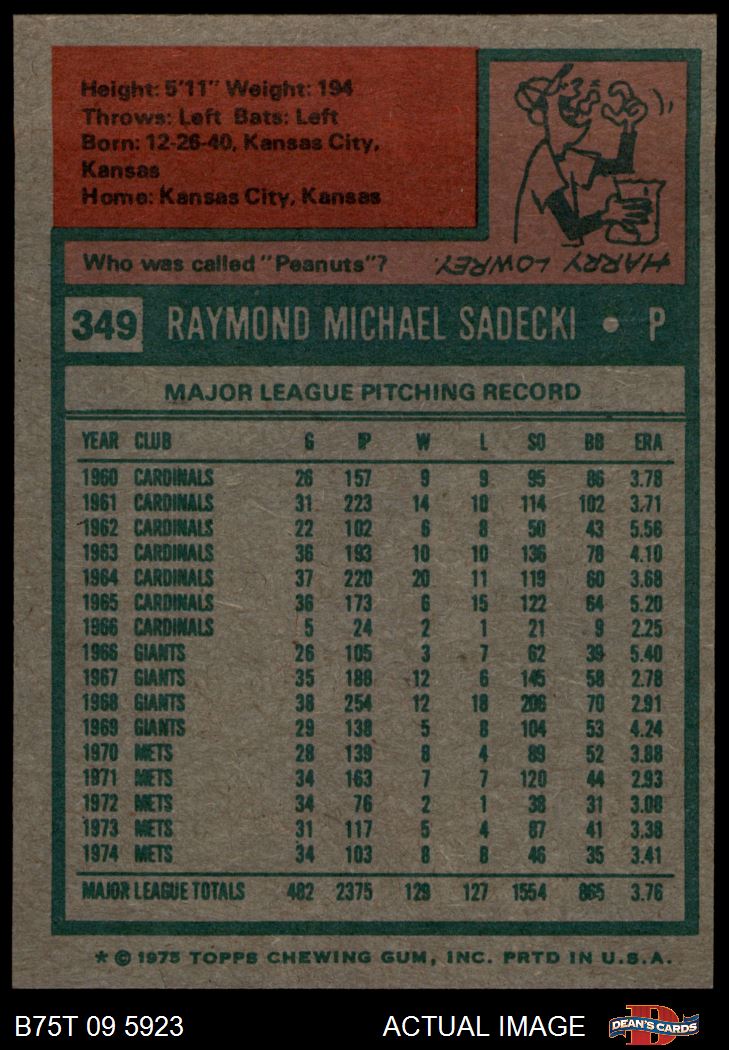 Height: 5'11" Weight: 194
Throws: Left Bats: Left
Born: 12-26-40, Kansas City,
Kansas
Home: Kansas City, Kansas
Who was called "Peanuts"?
HARRY LOWREY.
349 RAYMOND MICHAEL SADECKI • P
MAJOR LEAGUE PITCHING RECORD
YEAR CLUB G IP W L SO BB ERA
1960 CARDINALS 26 157 9 9 95 86 3.78
1961 CARDINALS 31 223 14 10 114 102 3.71
1962 CARDINALS 22 102 6 8 50 43 5.56
1963 CARDINALS 36 193 10 10 136 78 4.10
1964 CARDINALS 37 220 20 11 119 60 3.68
1965 CARDINALS 36 173 6 15 122 64 5.20
1966 CARDINALS 5 24 2 1 21 9 2.25
1966 GIANTS 26 105 3 7 62 39 5.40
1967 GIANTS 35 188 12 6 145 58 2.78
1968 GIANTS 38 254 12 18 206 70 2.91
1969 GIANTS 29 138 5 8 104 53 4.24
1970 METS 28 139 8 4 89 52 3.88
1971 METS 34 163 7 7 120 44 2.93
1972 METS 34 76 2 1 38 31 3.08
1973 METS 31 117 5 4 87 41 3.38
1974 METS 34 103 8 8 46 35 3.41
MAJOR LEAGUE TOTALS 482 2375 129 127 1554 865 3.76
* © 1975 TOPPS CHEWING GUM, INC. PRTD IN U.S.A.
B75T 09 5923 ACTUAL IMAGE DEAN'S CARDS